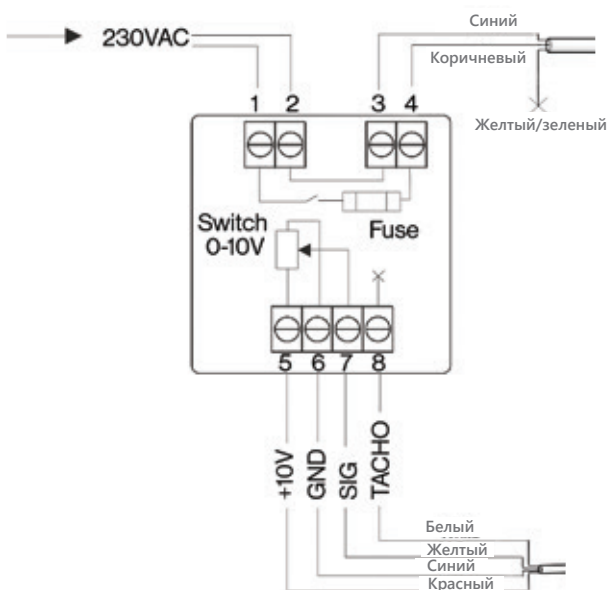 Синий
230VAC
Коричневый
1 2 3 4
Желтый/зеленый
Switch
0-10V
Fuse
5 6 7 8
+10V
GND
SIG
TACHO
Белый
Желтый
Синий
Красный